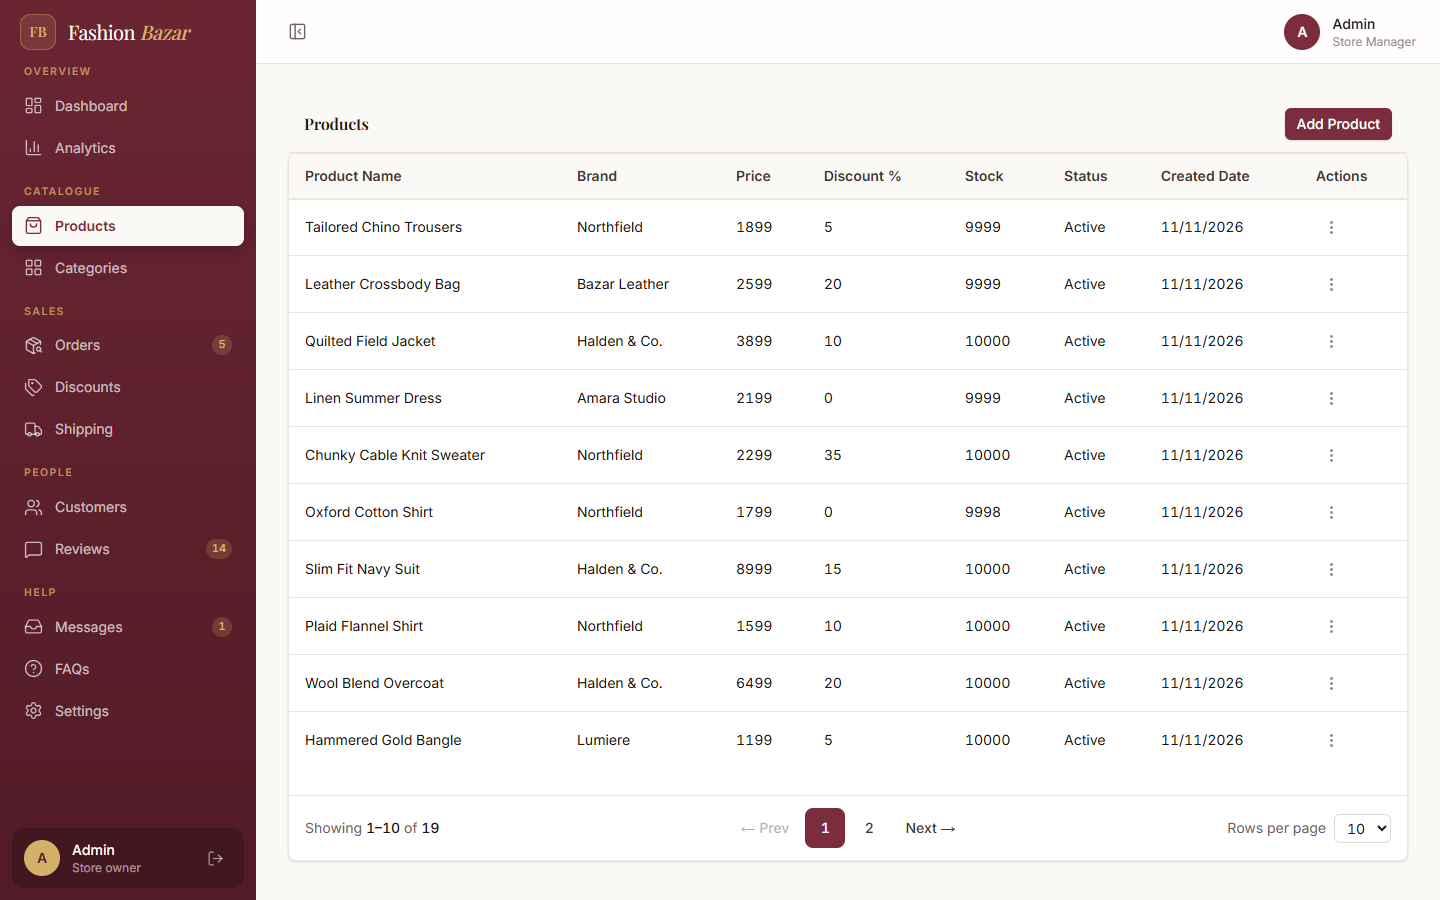 FB Fashion Bazar
OVERVIEW
Dashboard
Analytics
CATALOGUE
Products
Categories
SALES
Orders 5
Discounts
Shipping
PEOPLE
Customers
Reviews 14
HELP
Messages 1
FAQs
Settings
A Admin
Store owner
A Admin
Store Manager
Products Add Product
Product Name Brand Price Discount % Stock Status Created Date Actions
Tailored Chino Trousers Northfield 1899 5 9999 Active 11/11/2026
Leather Crossbody Bag Bazar Leather 2599 20 9999 Active 11/11/2026
Quilted Field Jacket Halden & Co. 3899 10 10000 Active 11/11/2026
Linen Summer Dress Amara Studio 2199 0 9999 Active 11/11/2026
Chunky Cable Knit Sweater Northfield 2299 35 10000 Active 11/11/2026
Oxford Cotton Shirt Northfield 1799 0 9998 Active 11/11/2026
Slim Fit Navy Suit Halden & Co. 8999 15 10000 Active 11/11/2026
Plaid Flannel Shirt Northfield 1599 10 10000 Active 11/11/2026
Wool Blend Overcoat Halden & Co. 6499 20 10000 Active 11/11/2026
Hammered Gold Bangle Lumiere 1199 5 10000 Active 11/11/2026
Showing 1–10 of 19 ← Prev 1 2 Next → Rows per page 10